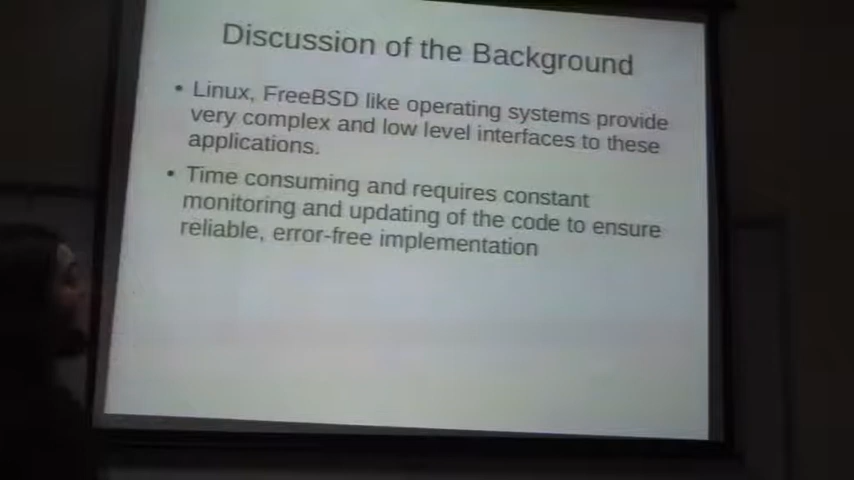 Discussion of the Background
• Linux, FreeBSD like operating systems provide
very complex and low level interfaces to these
applications.
• Time consuming and requires constant
monitoring and updating of the code to ensure
reliable, error-free implementation